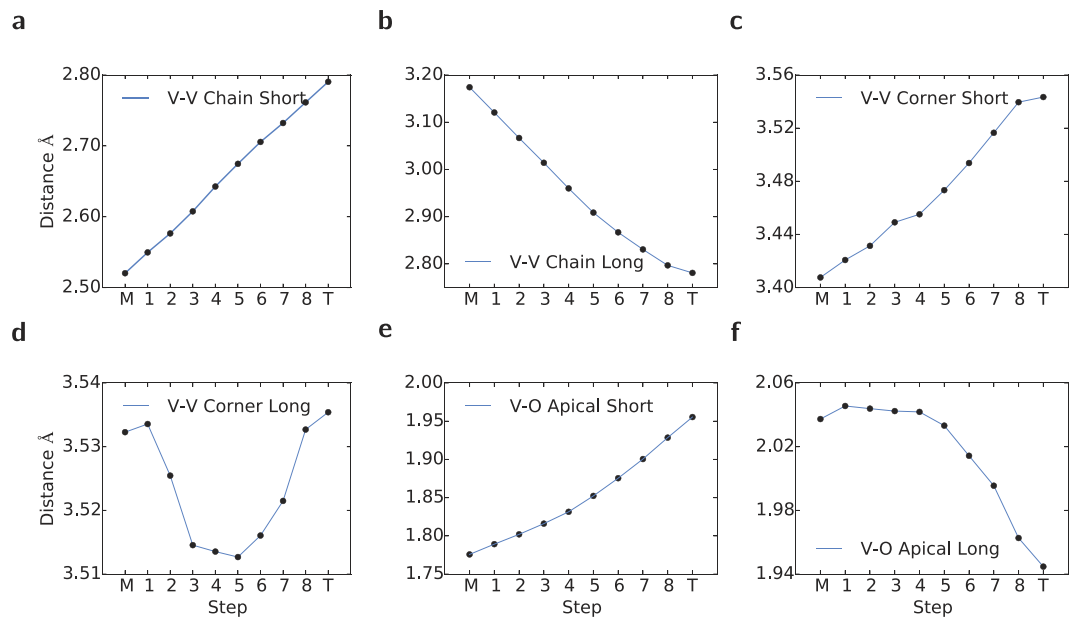 a
2.80
2.70
2.60
2.50
Distance Å
V-V Chain Short
M 1 2 3 4 5 6 7 8 T
b
3.20
3.10
3.00
2.90
2.80
V-V Chain Long
M 1 2 3 4 5 6 7 8 T
c
3.56
3.52
3.48
3.44
3.40
V-V Corner Short
M 1 2 3 4 5 6 7 8 T
d
3.54
3.53
3.52
3.51
Distance Å
V-V Corner Long
M 1 2 3 4 5 6 7 8 T
Step
e
2.00
1.95
1.90
1.85
1.80
1.75
V-O Apical Short
M 1 2 3 4 5 6 7 8 T
Step
f
2.06
2.02
1.98
1.94
V-O Apical Long
M 1 2 3 4 5 6 7 8 T
Step